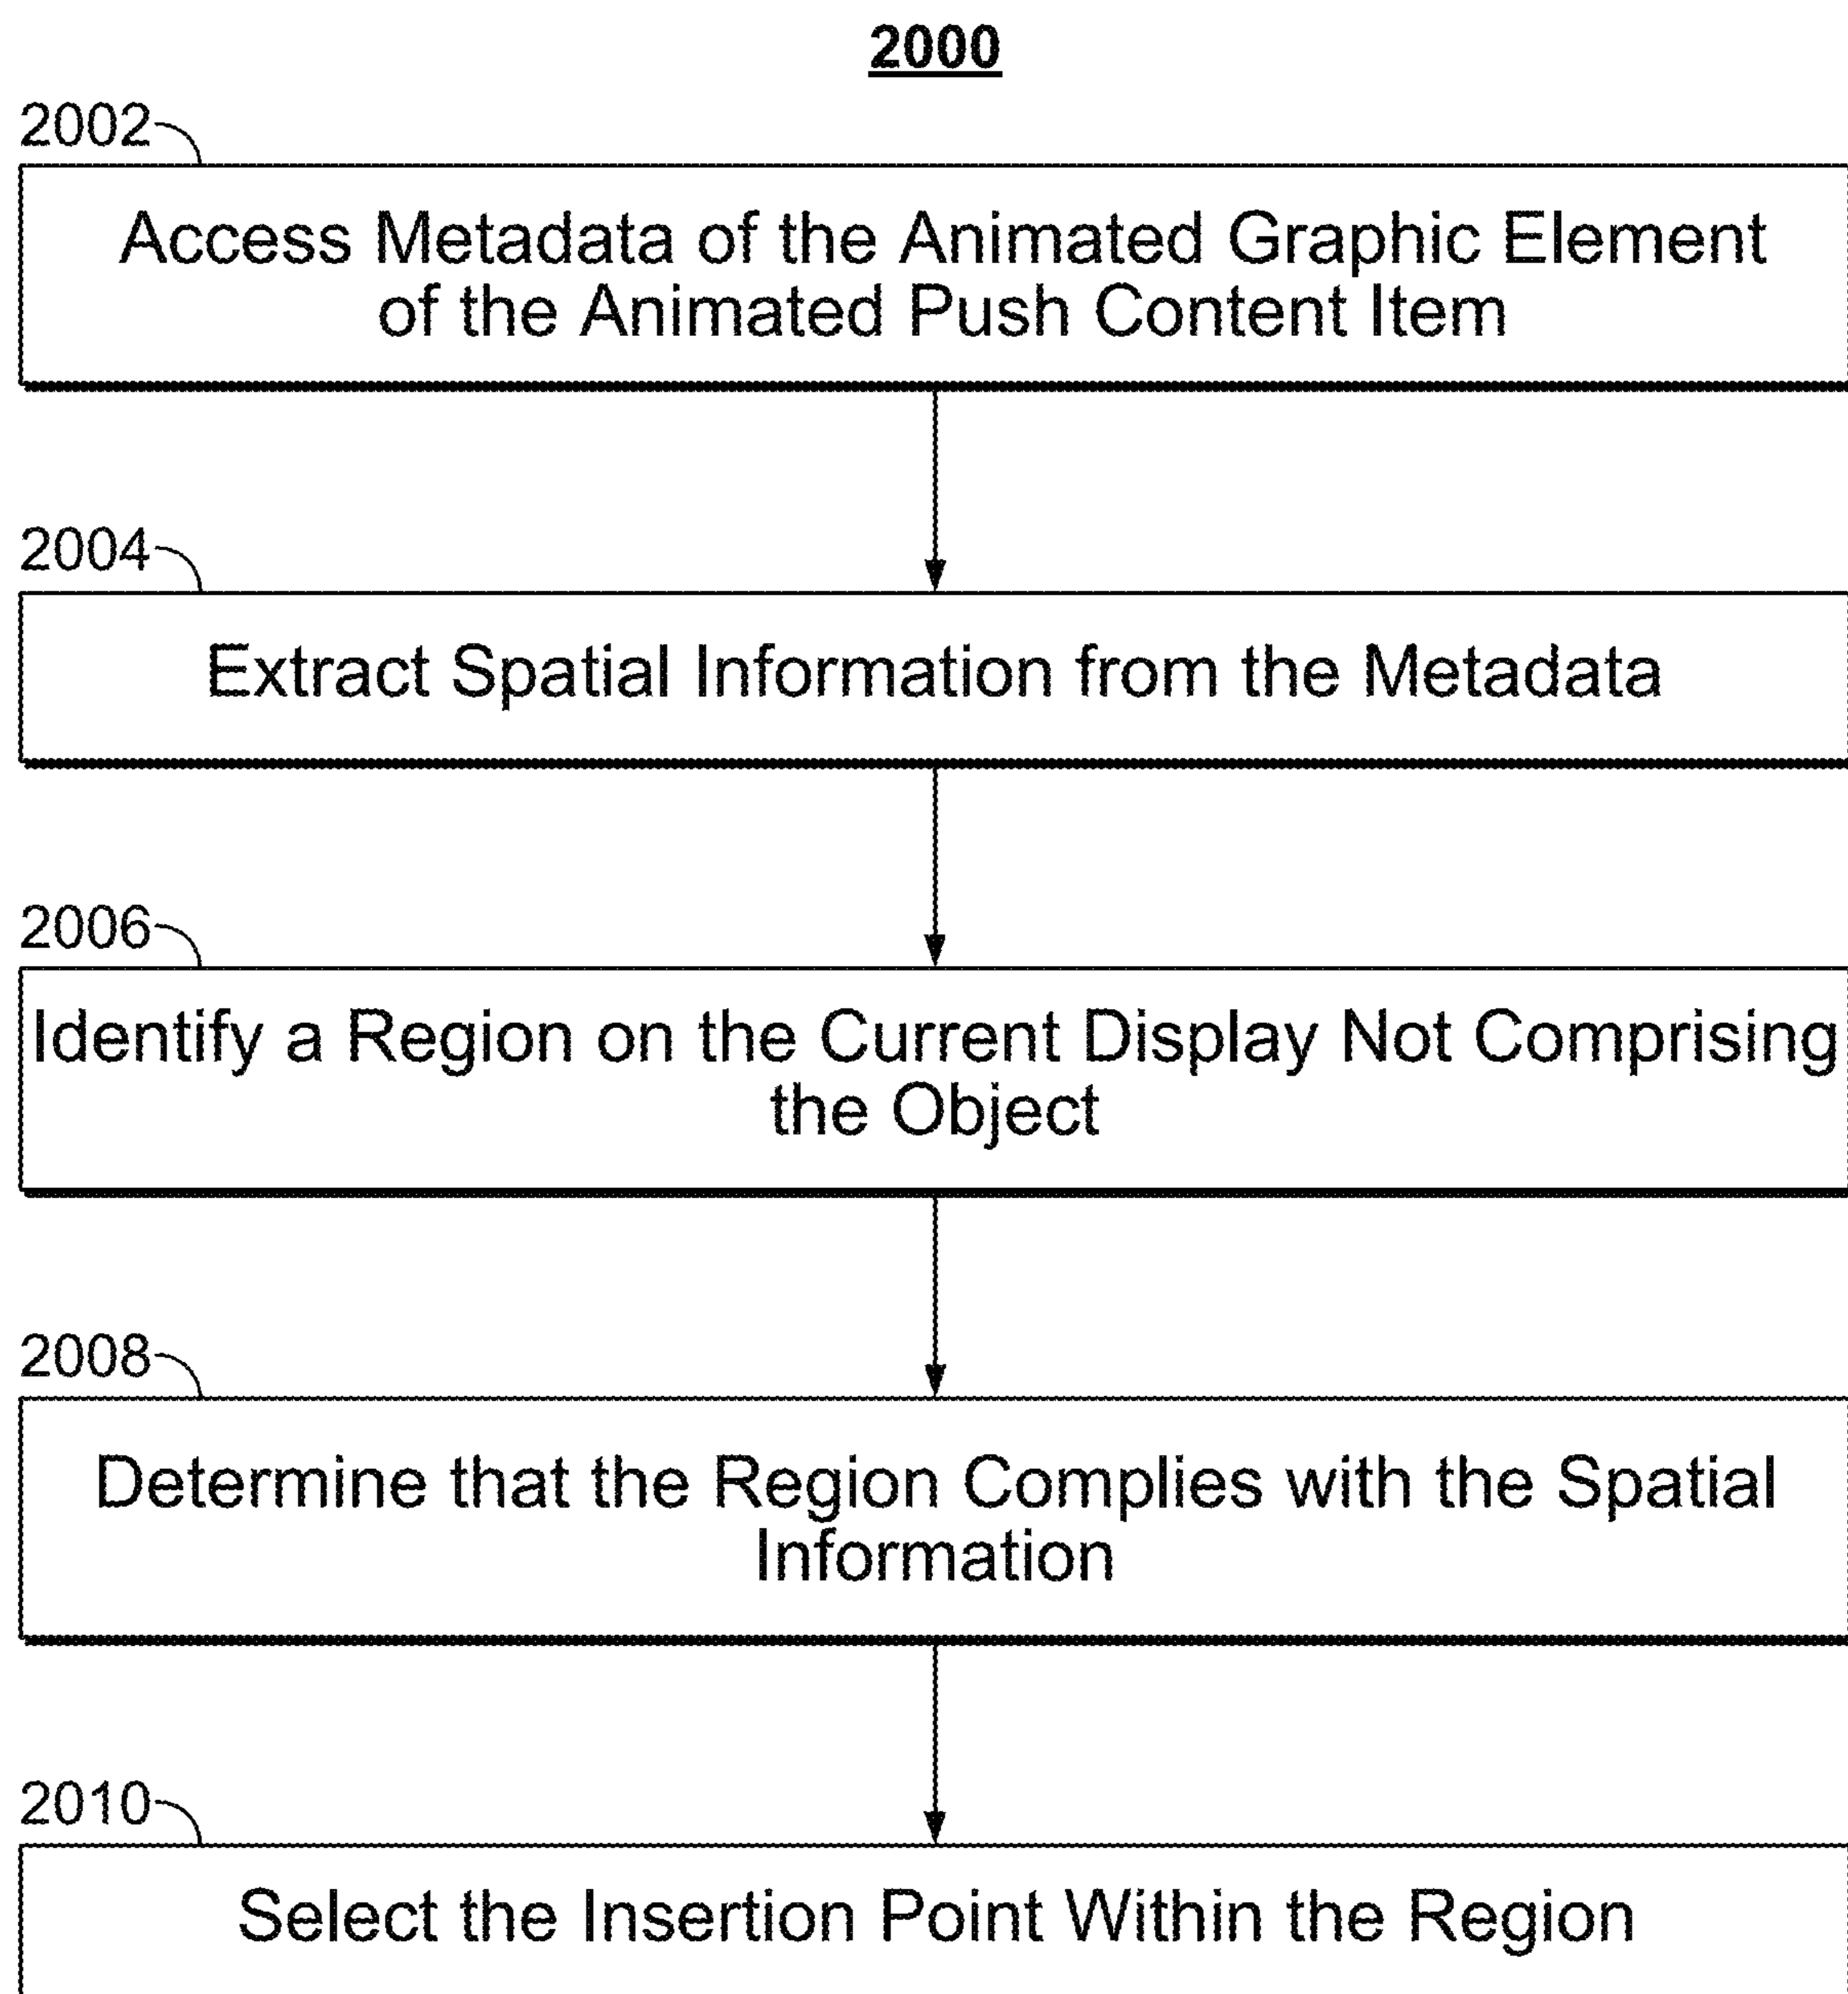 2000
2002
Access Metadata of the Animated Graphic Element
of the Animated Push Content Item
2004
Extract Spatial Information from the Metadata
2006
Identify a Region on the Current Display Not Comprising
the Object
2008
Determine that the Region Complies with the Spatial
Information
2010
Select the Insertion Point Within the Region